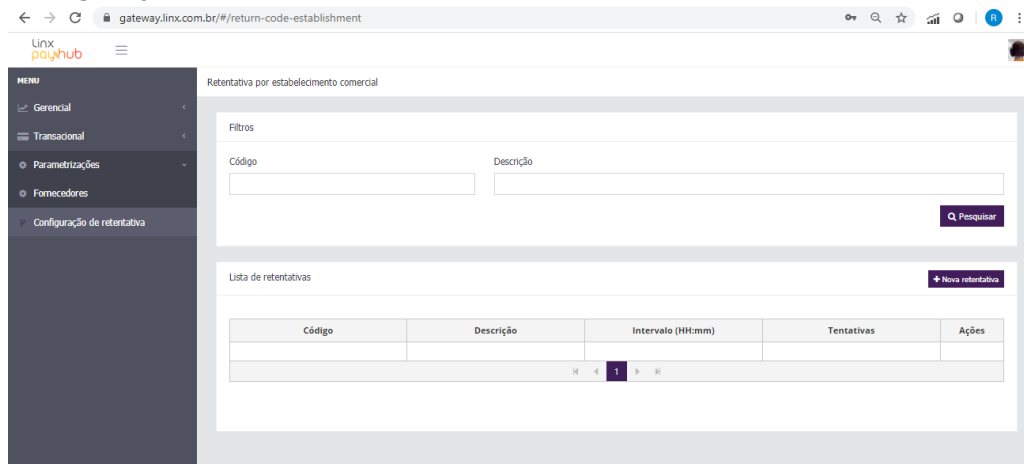 gateway.linx.com.br/#/return-code-establishment
R
Linx
payhub
MENU
Retentativa por estabelecimento comercial
Gerencial
Transacional
Parametrizações
Fornecedores
Configuração de retentativa
Filtros
Código Descrição
Pesquisar
Lista de retentativas
+ Nova retentativa
Código Descrição Intervalo (HH:mm) Tentativas Ações
1